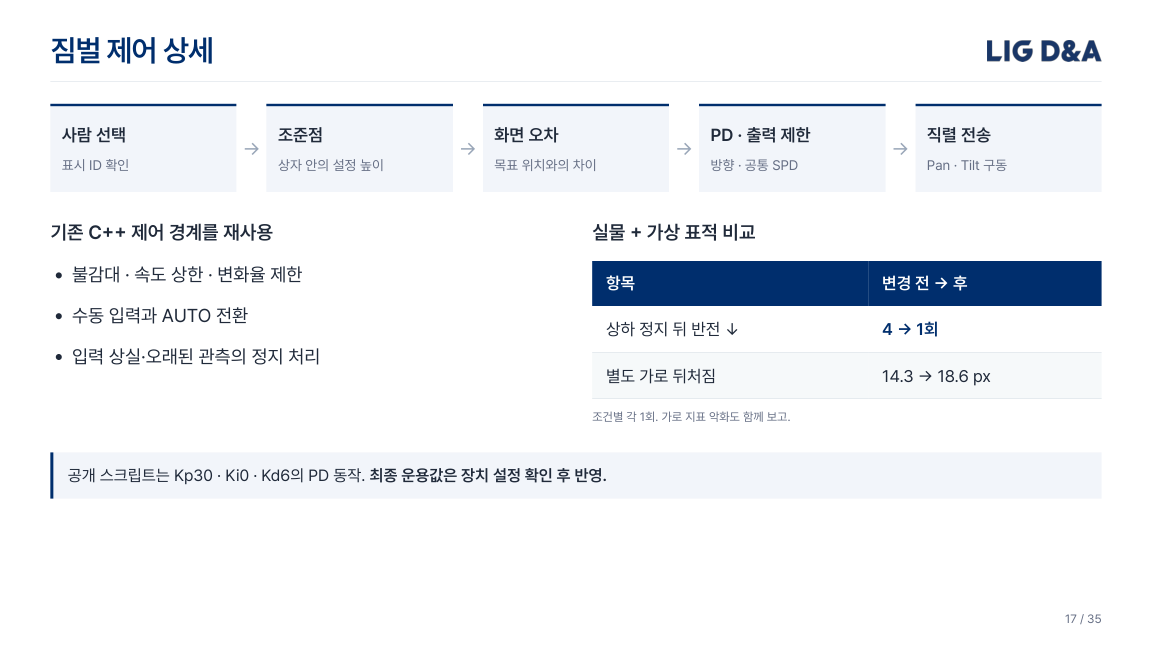 짐벌 제어 상세
LIG D&A
사람 선택
표시 ID 확인
→
조준점
상자 안의 설정 높이
→
화면 오차
목표 위치와의 차이
→
PD · 출력 제한
방향 · 공통 SPD
→
직렬 전송
Pan · Tilt 구동
기존 C++ 제어 경계를 재사용
• 불감대 · 속도 상한 · 변화율 제한
• 수동 입력과 AUTO 전환
• 입력 상실·오래된 관측의 정지 처리
실물 + 가상 표적 비교
항목 변경 전 → 후
상하 정지 뒤 반전 ↓ 4 → 1회
별도 가로 뒤처짐 14.3 → 18.6 px
조건별 각 1회. 가로 지표 악화도 함께 보고.
공개 스크립트는 Kp30 · Ki0 · Kd6의 PD 동작. 최종 운용값은 장치 설정 확인 후 반영.
17 / 35